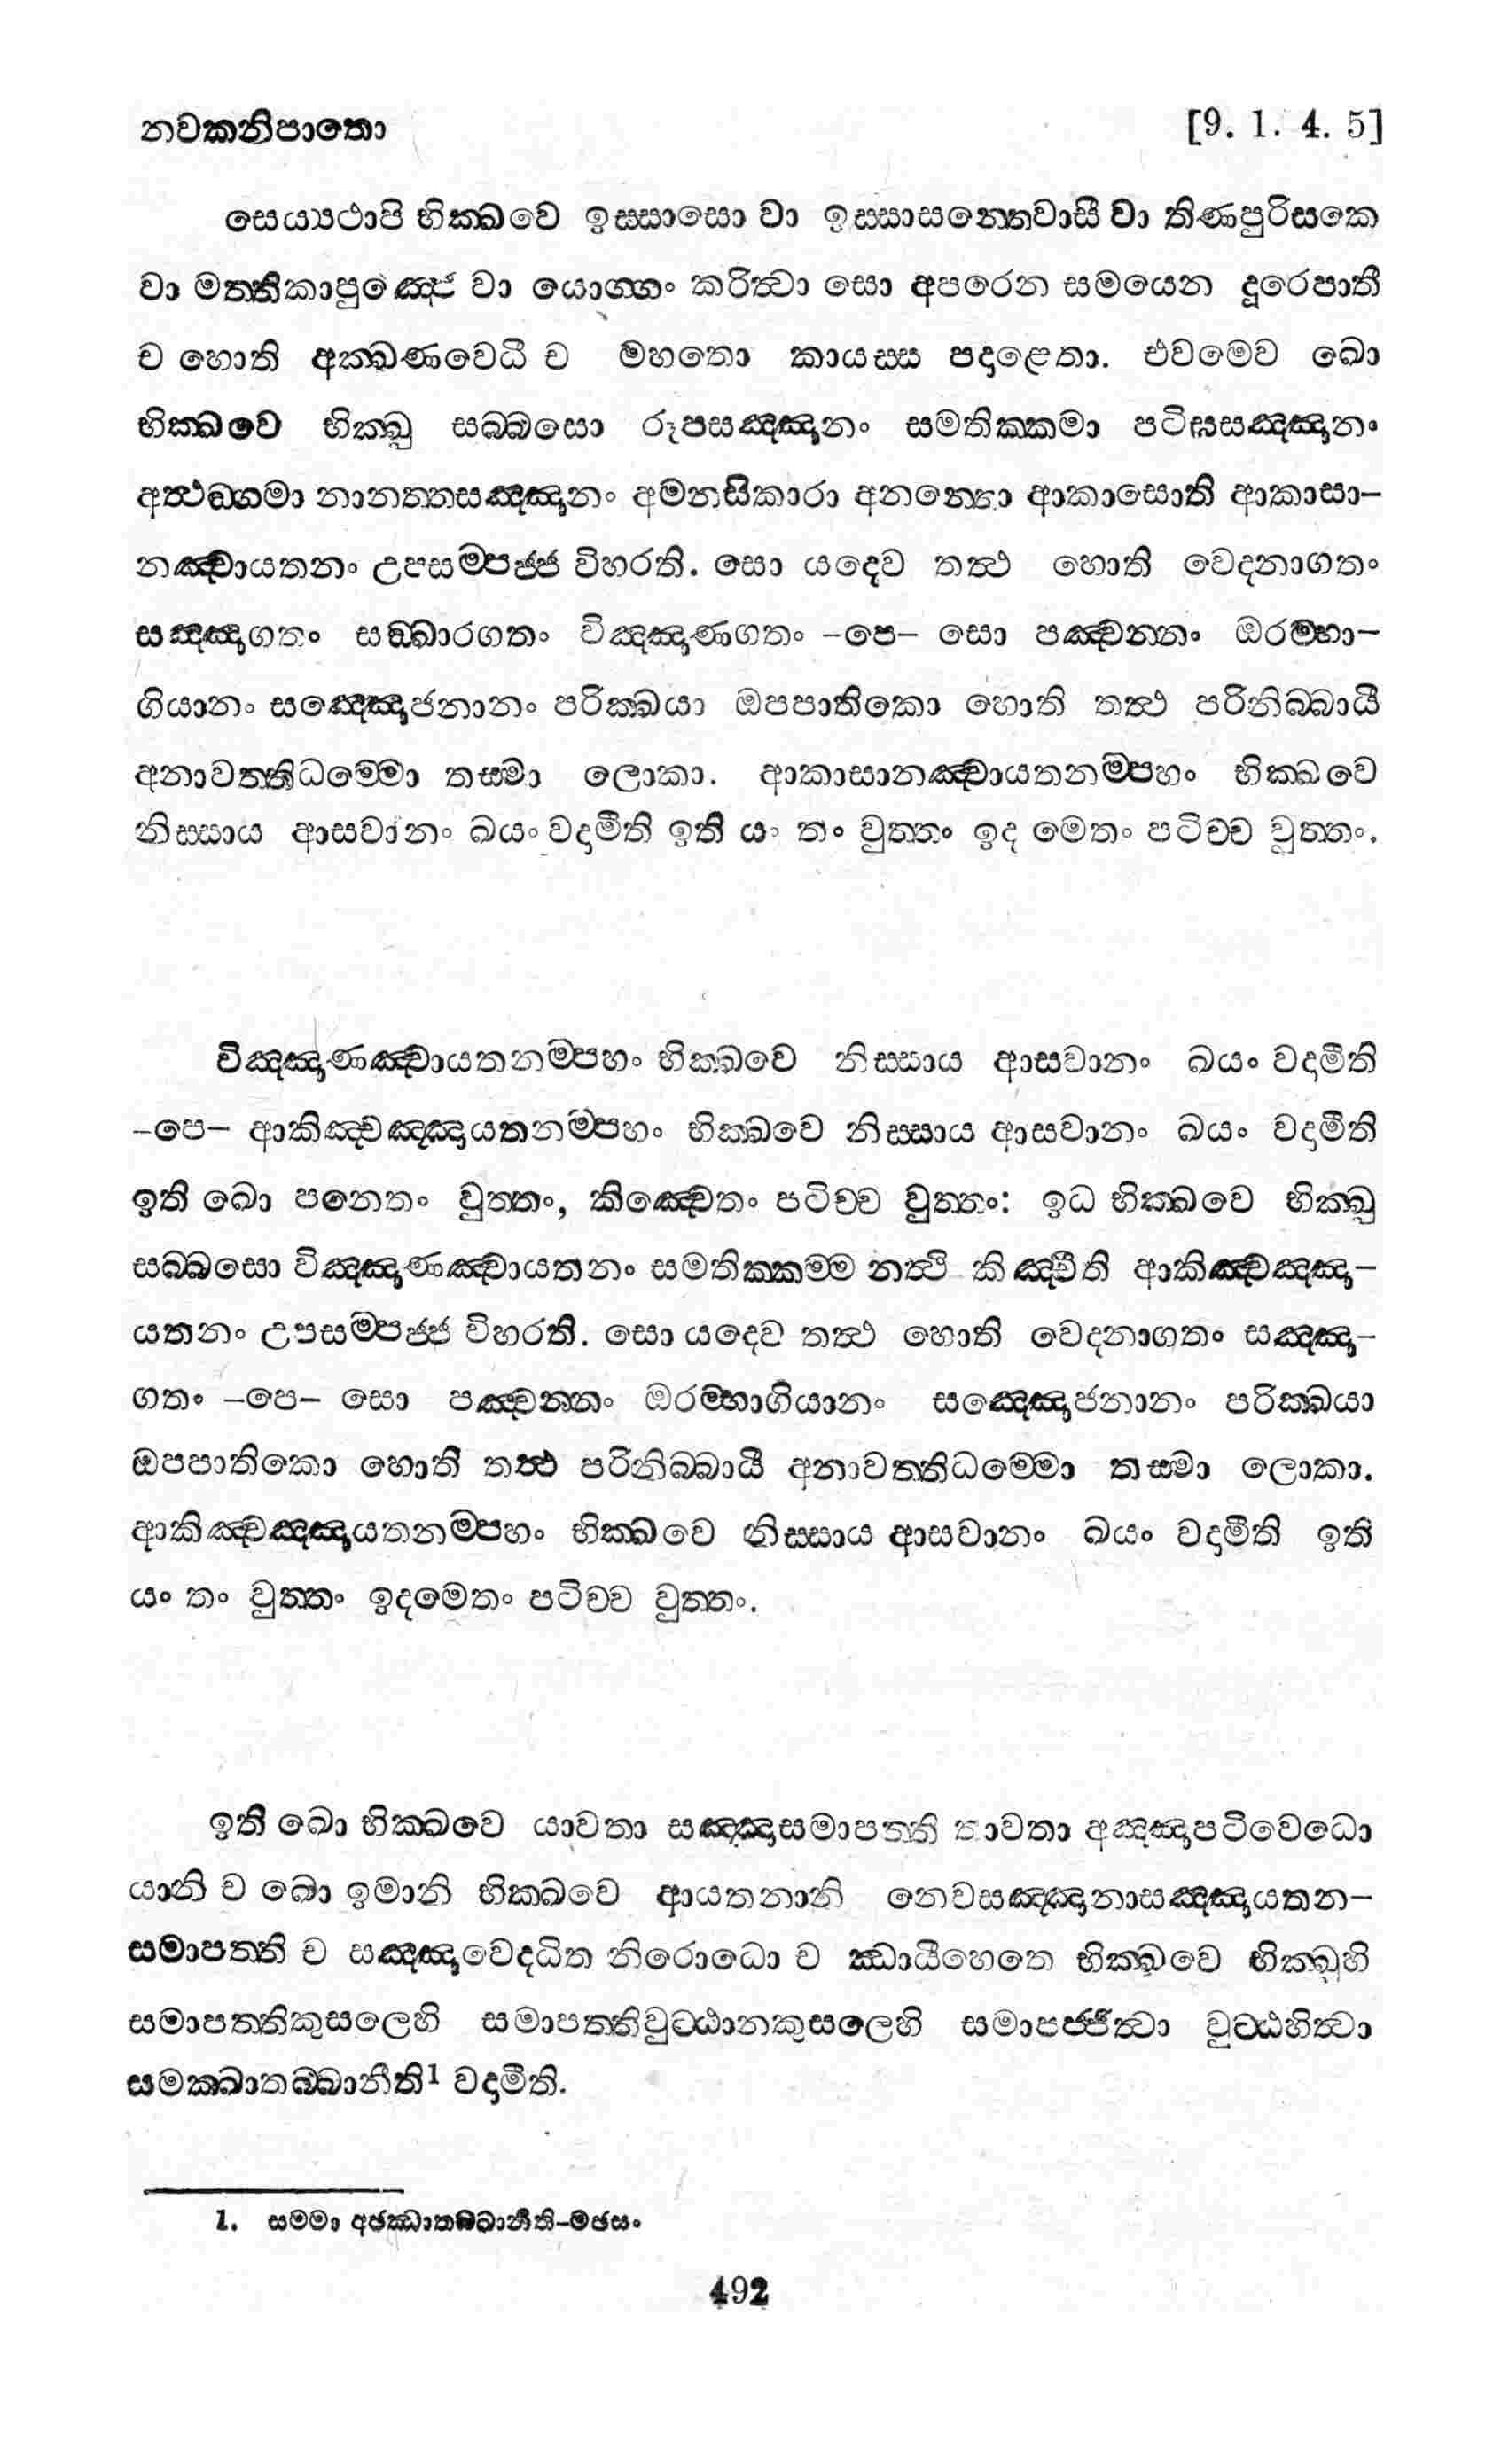 නවකනිපාතො [9. 1. 4. 5]
සෙය්‍යථාපි භික්ඛවෙ ඉස්සාසො වා ඉස්සාසන්තෙවාසී වා තිණපුරිසකෙ
වා මත්තිකාපුඤ්ජෙ වා යොග්ගං කරිත්‍වා සො අපරෙන සමයෙන දූරෙපාතී
ච හොති අක්ඛණවෙධී ච මහතො කායස්ස පදාළෙතා. එවමෙව ඛො
භික්ඛවෙ භික්ඛු සබ්බසො රූපසඤ්ඤානං සමතික්කමා පටිඝසඤ්ඤානං
අත්‍ථඞ්ගමා නානත්තසඤ්ඤානං අමනසිකාරා අනන්තො ආකාසොති ආකාසා-
නඤ්චායතනං උපසම්පජ්ජ විහරති. සො යදෙව තත්‍ථ හොති වෙදනාගතං
සඤ්ඤාගතං සඞ්ඛාරගතං විඤ්ඤාණගතං -පෙ- සො පඤ්චන්නං ඔරම්භා-
ගියානං සඤ්ඤොජනානං පරික්ඛයා ඔපපාතිකො හොති තත්‍ථ පරිනිබ්බායී
අනාවත්තිධම්මො තස්මා ලොකා. ආකාසානඤ්චායතනම්පහං භික්ඛවෙ
නිස්සාය ආසවානං ඛයං වදාමීති ඉති යං තං වුත්තං ඉද මෙතං පටිච්ච වුත්තං.
විඤ්ඤාණඤ්චායතනම්පහං භික්ඛවෙ නිස්සාය ආසවානං ඛයං වදාමීති
-පෙ- ආකිඤ්චඤ්ඤායතනම්පහං භික්ඛවෙ නිස්සාය ආසවානං ඛයං වදාමීති
ඉති ඛො පනෙතං වුත්තං, කිඤ්චෙතං පටිච්ච වුත්තං: ඉධ භික්ඛවෙ භික්ඛු
සබ්බසො විඤ්ඤාණඤ්චායතනං සමතික්කම්ම නත්‍ථි කිඤ්චීති ආකිඤ්චඤ්ඤා-
යතනං උපසම්පජ්ජ විහරති. සො යදෙව තත්‍ථ හොති වෙදනාගතං සඤ්ඤා-
ගතං -පෙ- සො පඤ්චන්නං ඔරම්භාගියානං සඤ්ඤොජනානං පරික්ඛයා
ඔපපාතිකො හොති තත්‍ථ පරිනිබ්බායී අනාවත්තිධම්මො තස්මා ලොකා.
ආකිඤ්චඤ්ඤායතනම්පහං භික්ඛවෙ නිස්සාය ආසවානං ඛයං වදාමීති ඉති
යං තං වුත්තං ඉදමෙතං පටිච්ච වුත්තං.
ඉති ඛො භික්ඛවෙ යාවතා සඤ්ඤාසමාපත්ති තාවතා අඤ්ඤාපටිවෙධො
යානි ච ඛො ඉමානි භික්ඛවෙ ආයතනානි නෙවසඤ්ඤානාසඤ්ඤායතන-
සමාපත්ති ච සඤ්ඤාවෙදයිත නිරොධො ච ඣායීහෙතෙ භික්ඛවෙ භික්ඛූහි
සමාපත්තිකුසලෙහි සමාපත්තිවුට්ඨානකුසලෙහි සමාපජ්ජිත්‍වා වුට්ඨහිත්‍වා
සමක්ඛාතබ්බානීති1 වදාමීති.
1. සම්මා අජ්ඣාතබ්බානීති-මජසං
492